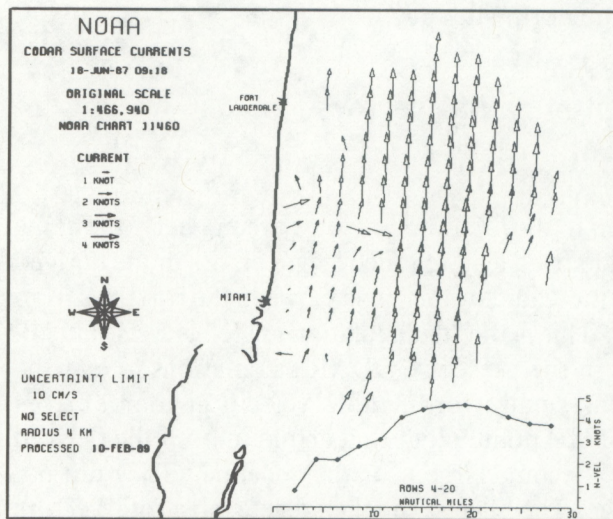 NOAA
CODAR SURFACE CURRENTS
18-JUN-87 09:18
ORIGINAL SCALE
1:466,940
NOAA CHART 11460
CURRENT
1 KNOT
2 KNOTS
3 KNOTS
4 KNOTS
N
W E
S
UNCERTAINTY LIMIT
10 CM/S
NO SELECT
RADIUS 4 KM
PROCESSED 10-FEB-89
FORT
LAUDERDALE
MIAMI
5
4
3
2
1
N-VEL KNOTS
ROWS 4-20
NAUTICAL MILES
10 20 30